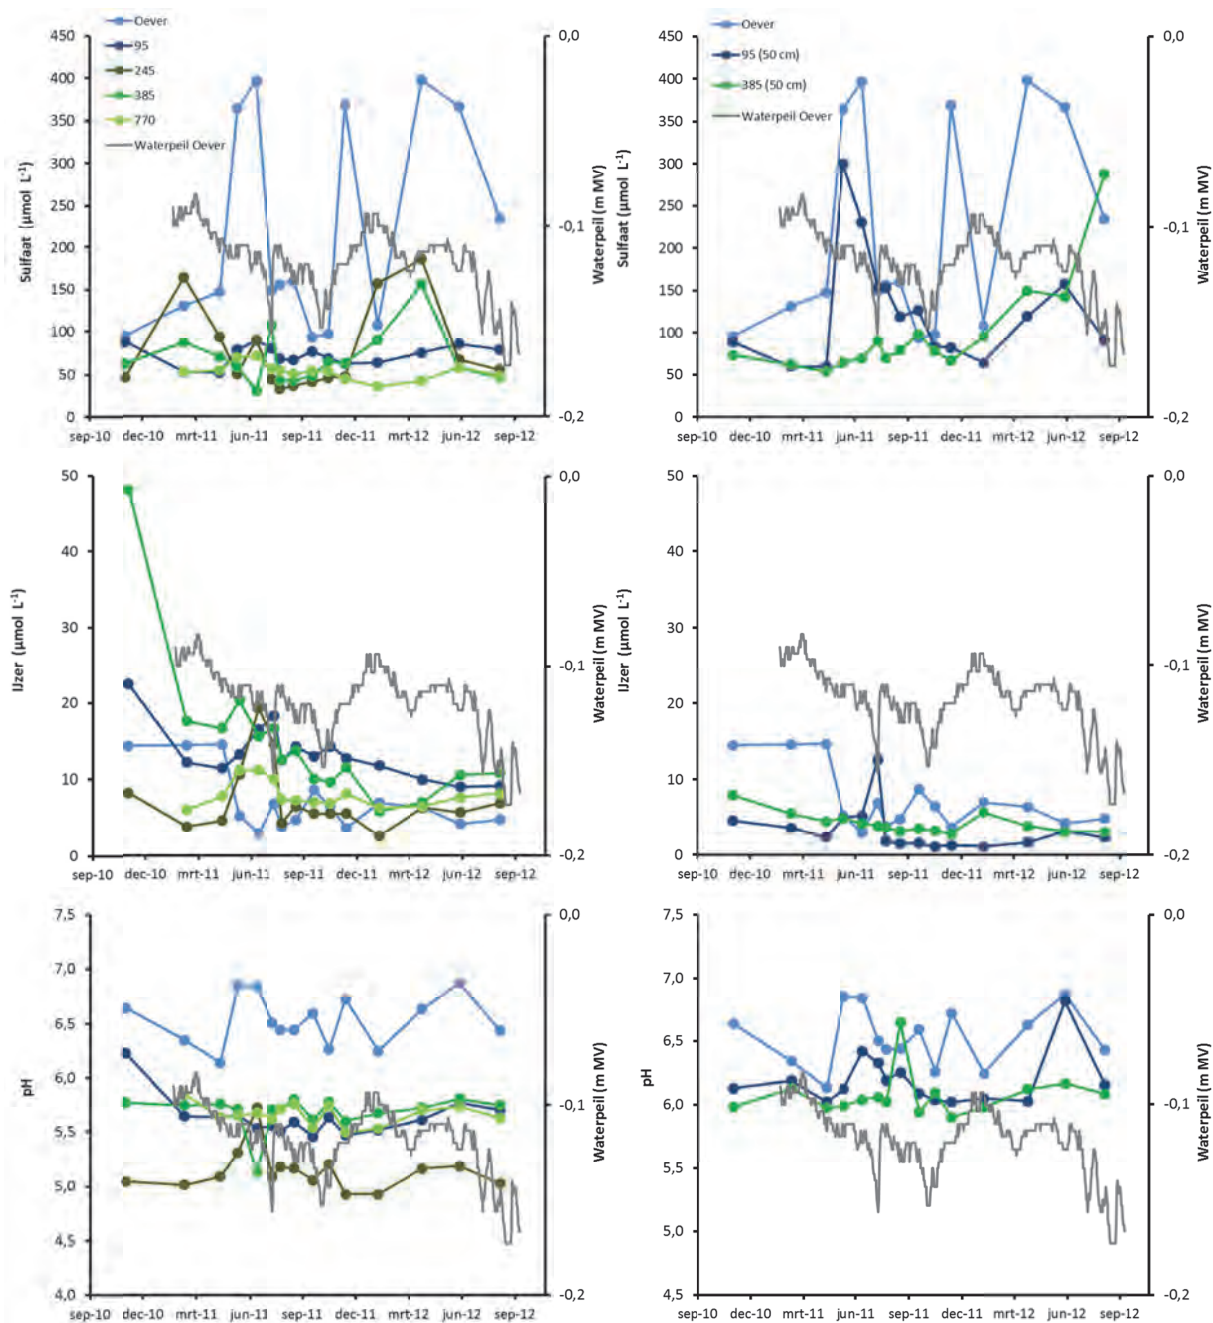 Oever
95
245
385
770
Waterpeil Oever
450
400
350
300
250
200
150
100
50
0
Sulfaat (µmol L⁻¹)
0,0
-0,1
-0,2
Waterpeil (m MV)
sep-10 dec-10 mrt-11 jun-11 sep-11 dec-11 mrt-12 jun-12 sep-12
Oever
95 (50 cm)
385 (50 cm)
Waterpeil Oever
450
400
350
300
250
200
150
100
50
0
Sulfaat (µmol L⁻¹)
0,0
-0,1
-0,2
Waterpeil (m MV)
sep-10 dec-10 mrt-11 jun-11 sep-11 dec-11 mrt-12 jun-12 sep-12
50
40
30
20
10
0
IJzer (µmol L⁻¹)
0,0
-0,1
-0,2
Waterpeil (m MV)
sep-10 dec-10 mrt-11 jun-11 sep-11 dec-11 mrt-12 jun-12 sep-12
50
40
30
20
10
0
IJzer (µmol L⁻¹)
0,0
-0,1
-0,2
Waterpeil (m MV)
sep-10 dec-10 mrt-11 jun-11 sep-11 dec-11 mrt-12 jun-12 sep-12
7,5
7,0
6,5
6,0
5,5
5,0
4,5
4,0
pH
0,0
-0,1
-0,2
Waterpeil (m MV)
sep-10 dec-10 mrt-11 jun-11 sep-11 dec-11 mrt-12 jun-12 sep-12
7,5
7,0
6,5
6,0
5,5
5,0
4,5
pH
0,0
-0,1
-0,2
Waterpeil (m MV)
sep-10 dec-10 mrt-11 jun-11 sep-11 dec-11 mrt-12 jun-12 sep-12